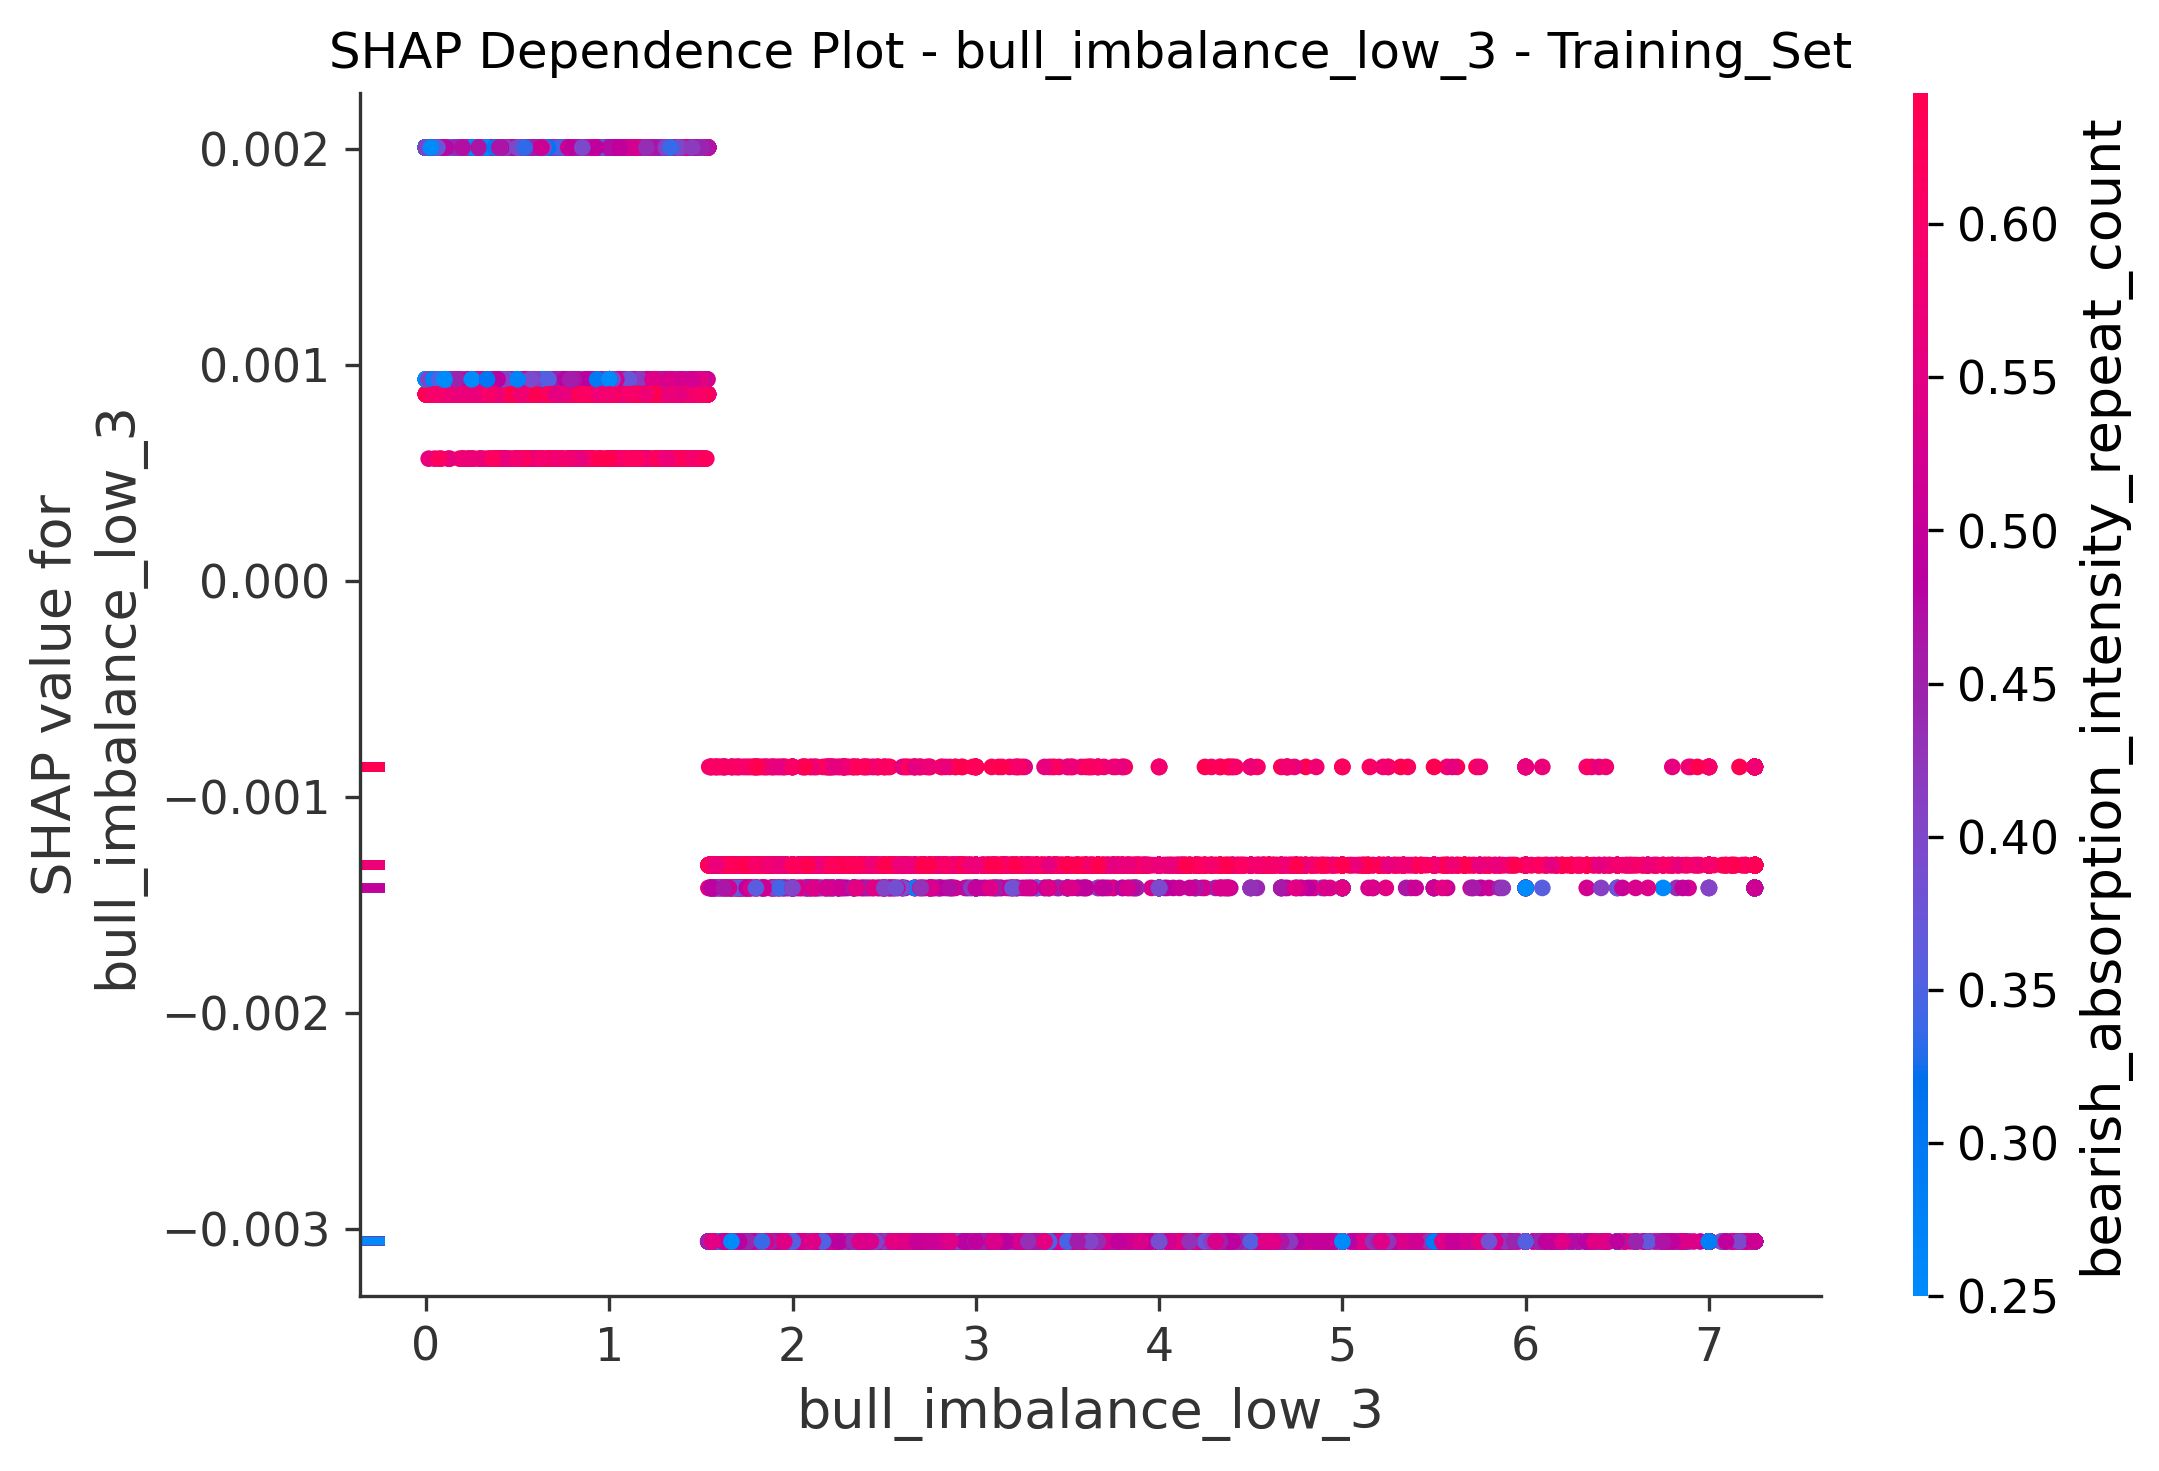 SHAP Dependence Plot - bull_imbalance_low_3 - Training_Set
SHAP value for
bull_imbalance_low_3
0.002
0.001
0.000
−0.001
−0.002
−0.003
0 1 2 3 4 5 6 7
bull_imbalance_low_3
0.60
0.55
0.50
0.45
0.40
0.35
0.30
0.25
bearish_absorption_intensity_repeat_count